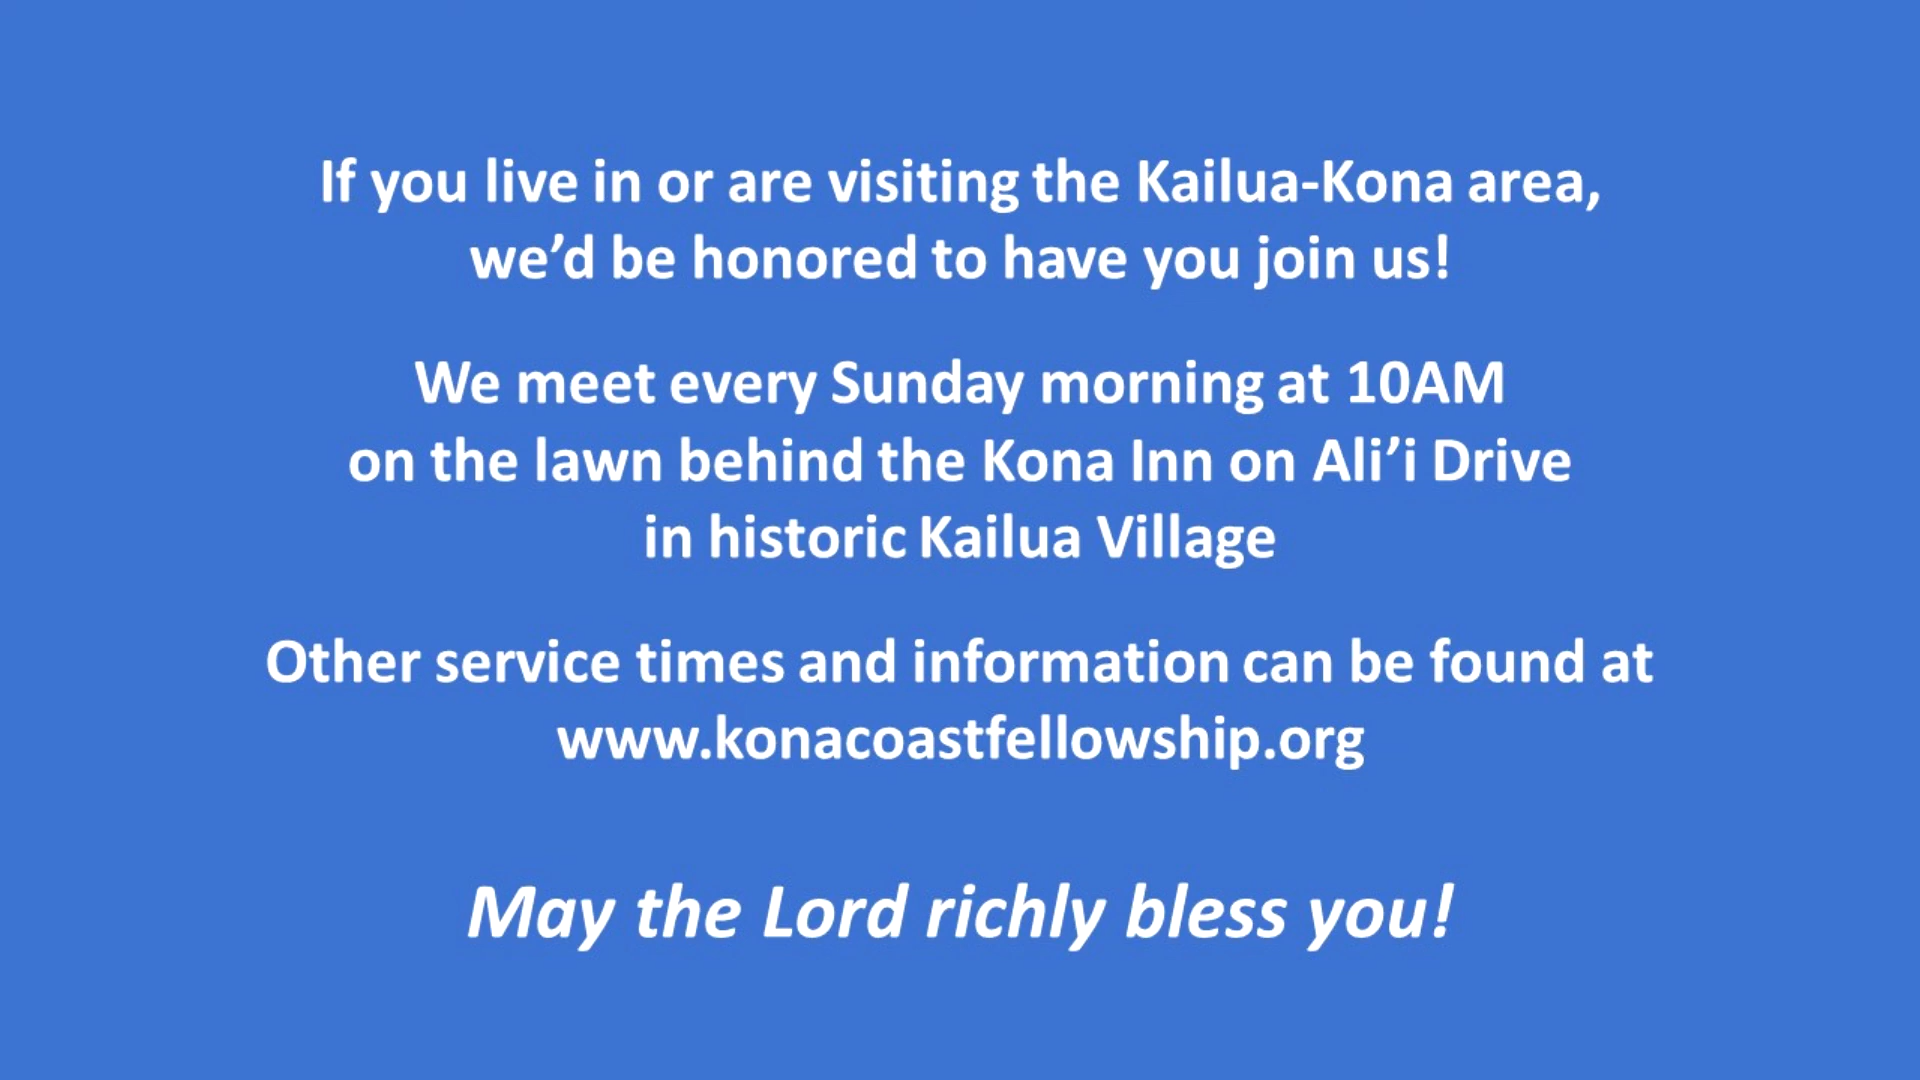 If you live in or are visiting the Kailua-Kona area,
we’d be honored to have you join us!
We meet every Sunday morning at 10AM
on the lawn behind the Kona Inn on Ali’i Drive
in historic Kailua Village
Other service times and information can be found at
www.konacoastfellowship.org
May the Lord richly bless you!